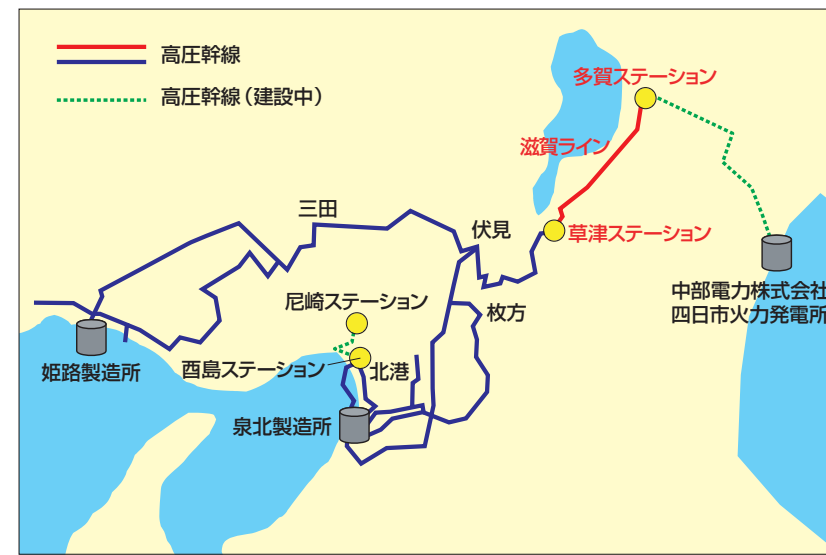 高圧幹線
高圧幹線（建設中）
多賀ステーション
滋賀ライン
三田
伏見
草津ステーション
中部電力株式会社
四日市火力発電所
尼崎ステーション
枚方
姫路製造所
酉島ステーション
北港
泉北製造所